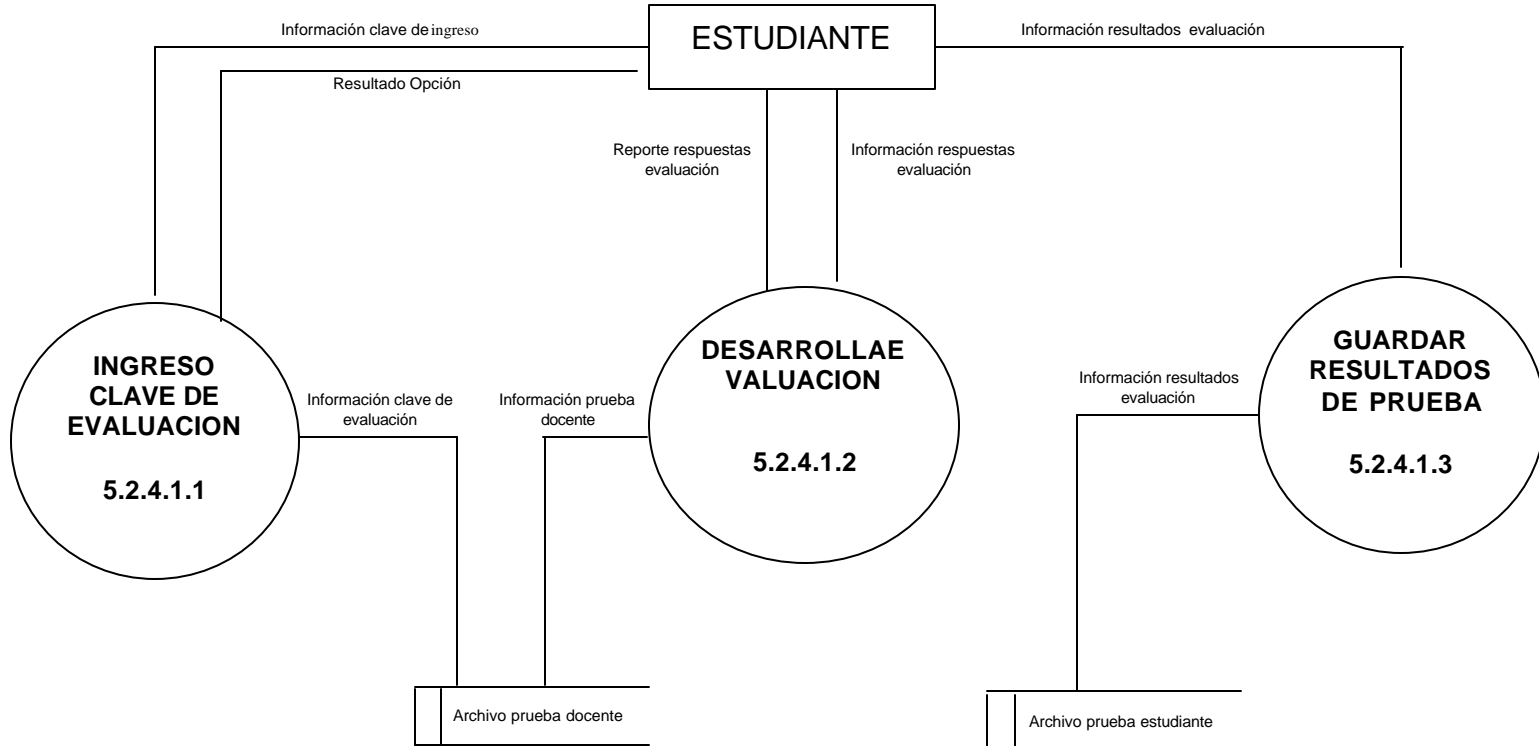 Información clave de ingreso
ESTUDIANTE
Información resultados evaluación
Resultado Opción
Reporte respuestas
evaluación
Información respuestas
evaluación
INGRESO
CLAVE DE
EVALUACION
5.2.4.1.1
Información clave de
evaluación
Información prueba
docente
DESARROLLAE
VALUACION
5.2.4.1.2
Información resultados
evaluación
GUARDAR
RESULTADOS
DE PRUEBA
5.2.4.1.3
Archivo prueba docente
Archivo prueba estudiante